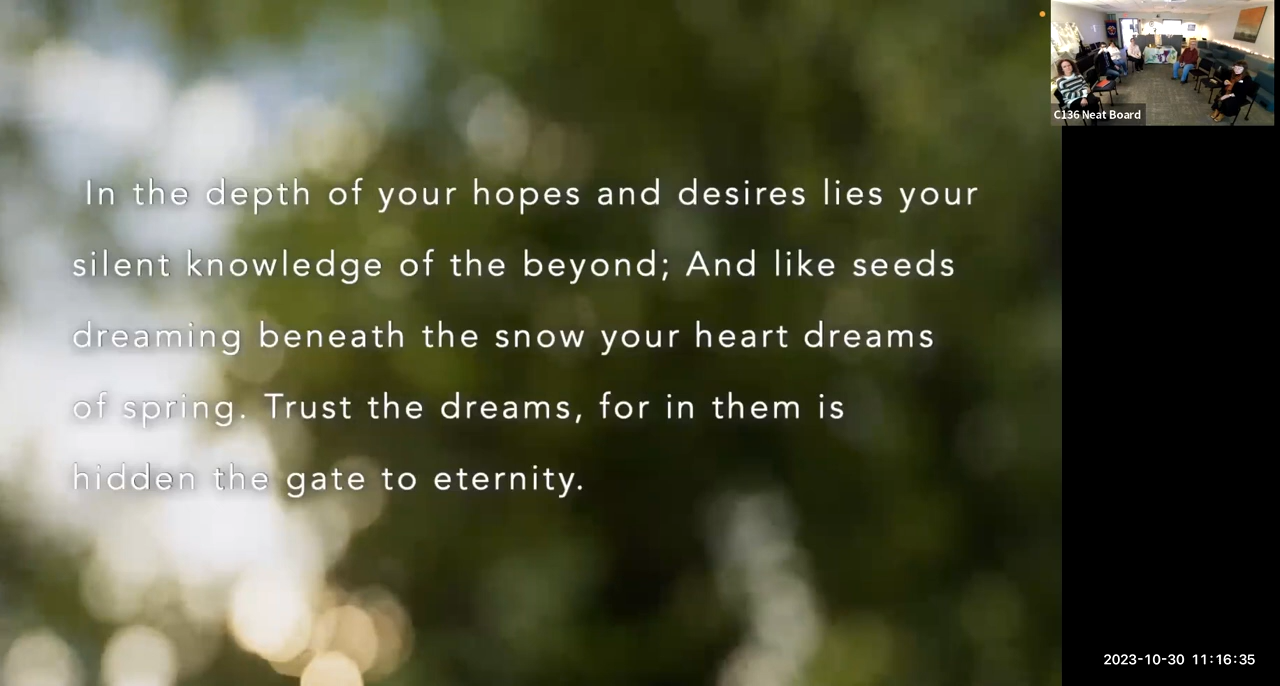 In the depth of your hopes and desires lies your
silent knowledge of the beyond; And like seeds
dreaming beneath the snow your heart dreams
of spring. Trust the dreams, for in them is
hidden the gate to eternity.
C136 Neat Board
2023-10-30 11:16:35